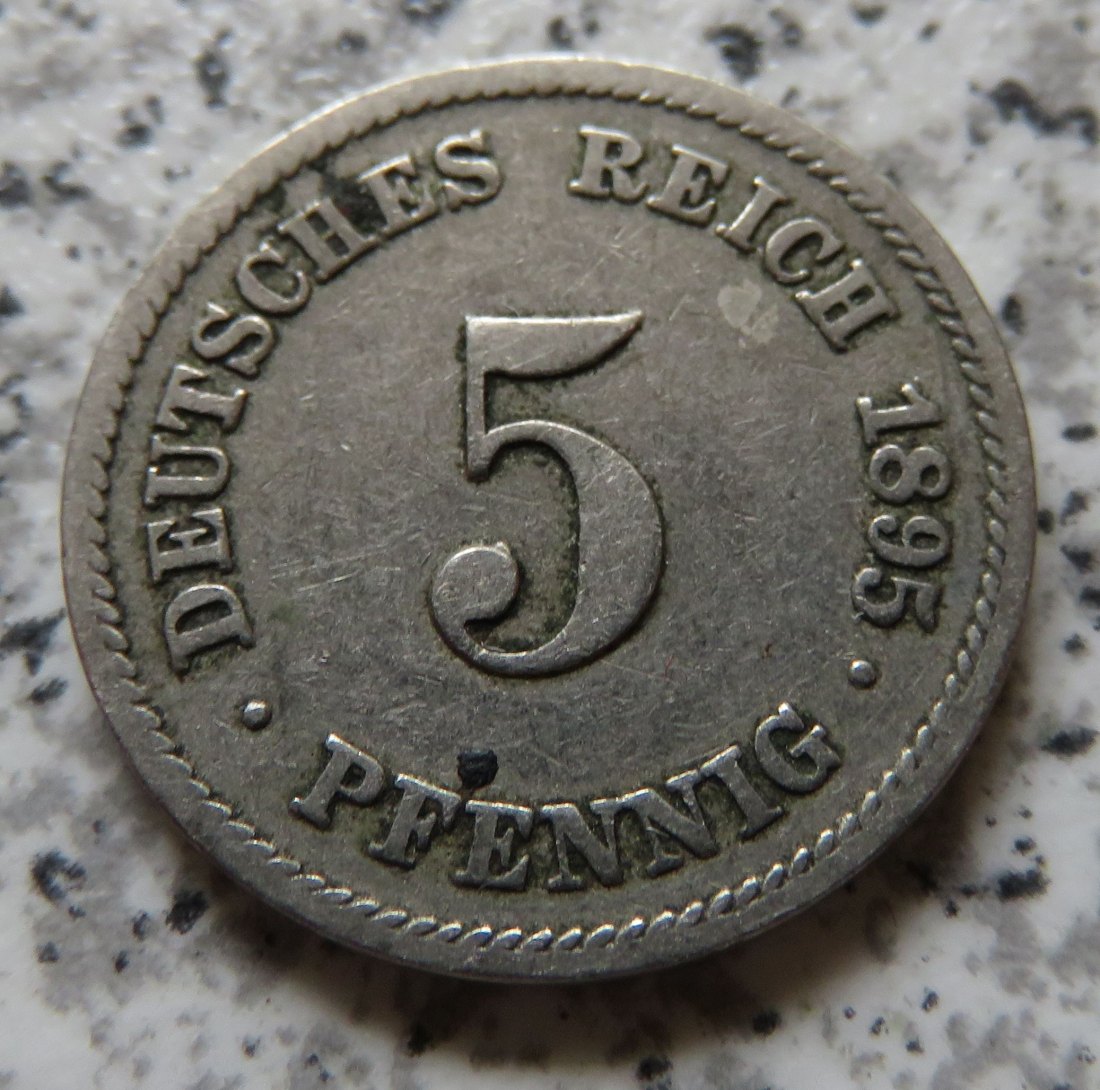 DEUTSCHES REICH 1895
5
· PFENNIG ·